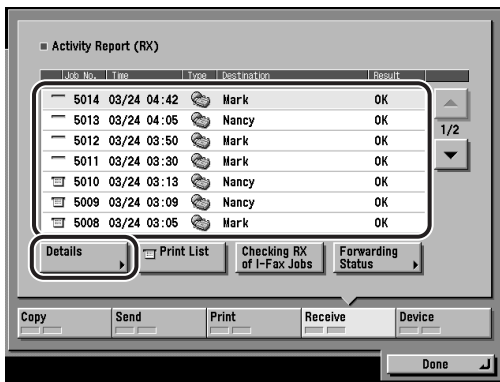 Activity Report (RX)
Job No. Time Type Destination Result
5014 03/24 04:42 Mark OK
5013 03/24 04:05 Nancy OK
5012 03/24 03:50 Mark OK
5011 03/24 03:30 Mark OK
5010 03/24 03:13 Nancy OK
5009 03/24 03:09 Nancy OK
5008 03/24 03:05 Mark OK
1/2
Details Print List Checking RX Forwarding
of I-Fax Jobs Status
Copy Send Print Receive Device
Done